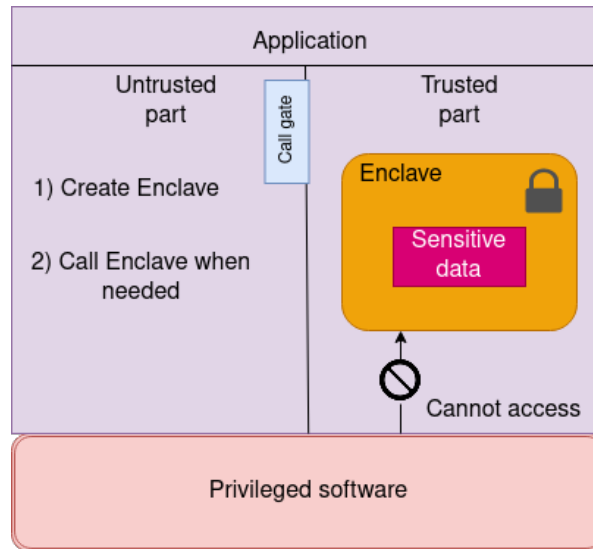 Application
Untrusted
part
Call gate
Trusted
part
1) Create Enclave
2) Call Enclave when
needed
Enclave
Sensitive
data
Cannot access
Privileged software